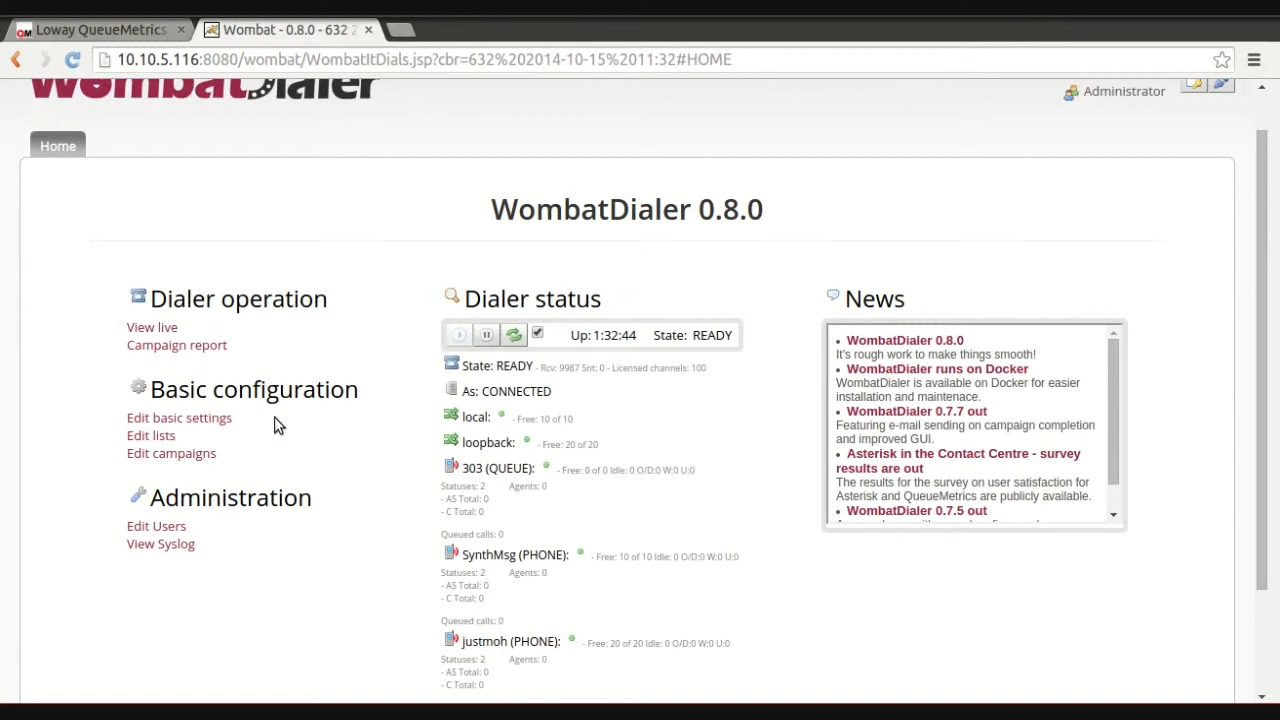 Loway QueueMetrics
Wombat - 0.8.0 - 632 2
10.10.5.116:8080/wombat/WombatItDials.jsp?cbr=632%202014-10-15%2011:32#HOME
WombatDialer
Administrator
Home
WombatDialer 0.8.0
Dialer operation
View live
Campaign report
Basic configuration
Edit basic settings
Edit lists
Edit campaigns
Administration
Edit Users
View Syslog
Dialer status
Up: 1:32:44 State: READY
State: READY - Rcv: 9987 Snt: 0 - Licensed channels: 100
As: CONNECTED
local: - Free: 10 of 10
loopback: - Free: 20 of 20
303 (QUEUE): - Free: 0 of 0 Idle: 0 O/D:0 W:0 U:0
Statuses: 2 Agents: 0
- AS Total: 0
- C Total: 0
Queued calls: 0
SynthMsg (PHONE): - Free: 10 of 10 Idle: 0 O/D:0 W:0 U:0
Statuses: 2 Agents: 0
- AS Total: 0
- C Total: 0
Queued calls: 0
justmoh (PHONE): - Free: 20 of 20 Idle: 0 O/D:0 W:0 U:0
Statuses: 2 Agents: 0
- AS Total: 0
- C Total: 0
News
WombatDialer 0.8.0
It's rough work to make things smooth!
WombatDialer runs on Docker
WombatDialer is available on Docker for easier
installation and maintenace.
WombatDialer 0.7.7 out
Featuring e-mail sending on campaign completion
and improved GUI.
Asterisk in the Contact Centre - survey
results are out
The results for the survey on user satisfaction for
Asterisk and QueueMetrics are publicly available.
WombatDialer 0.7.5 out